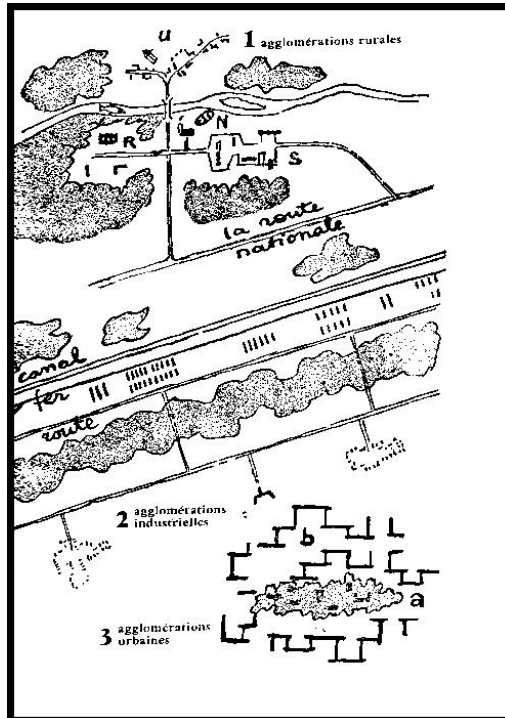 u
1 agglomérations rurales
N
R
S
la route
nationale
canal
fer
route
2 agglomérations
industrielles
b
a
3 agglomérations
urbaines